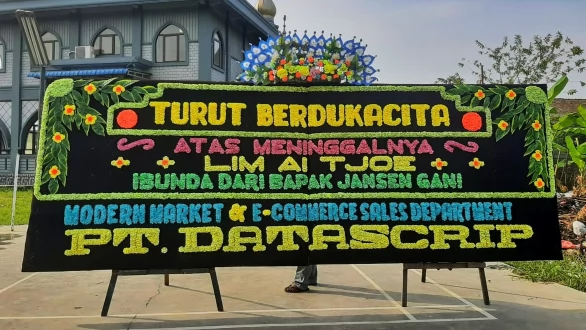 TURUT BERDUKACITA
ATAS MENINGGALNYA
LIM AI TJOE
IBUNDA DARI BAPAK JANSEN GANI
MODERN MARKET & E-COMMERCE SALES DEPARTMENT
PT. DATASCRIP